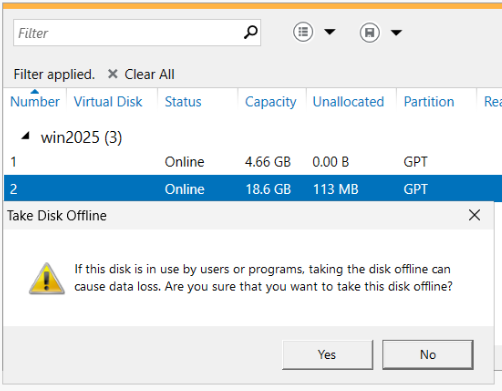 Filter
Filter applied. ✕ Clear All
Number Virtual Disk Status Capacity Unallocated Partition
win2025 (3)
1 Online 4.66 GB 0.00 B GPT
2 Online 18.6 GB 113 MB GPT
Take Disk Offline
If this disk is in use by users or programs, taking the disk offline can
cause data loss. Are you sure that you want to take this disk offline?
Yes No